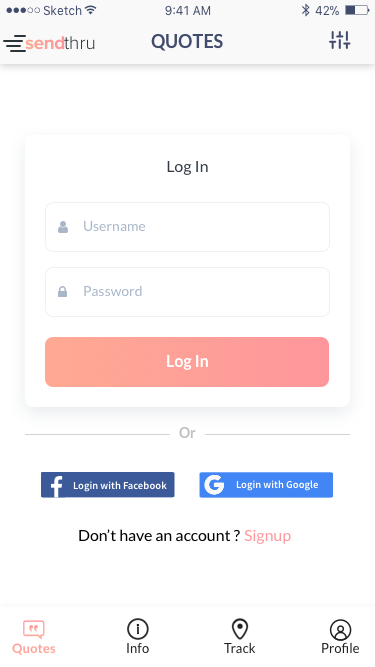 Sketch 9:41 AM 42%
sendthru QUOTES
Log In
Username
Password
Log In
Or
Login with Facebook Login with Google
Don't have an account ? Signup
Quotes Info Track Profile